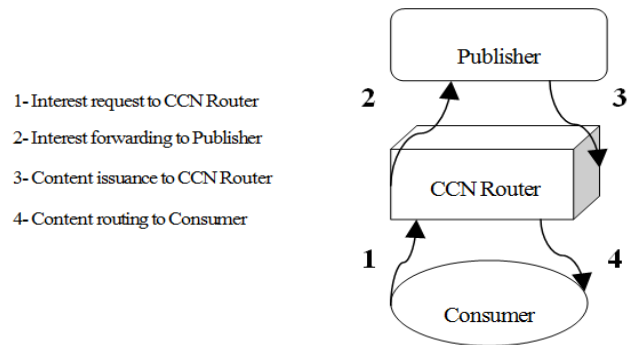 1- Interest request to CCN Router
2- Interest forwarding to Publisher
3- Content issuance to CCN Router
4- Content routing to Consumer
Publisher
2
3
CCN Router
1
4
Consumer